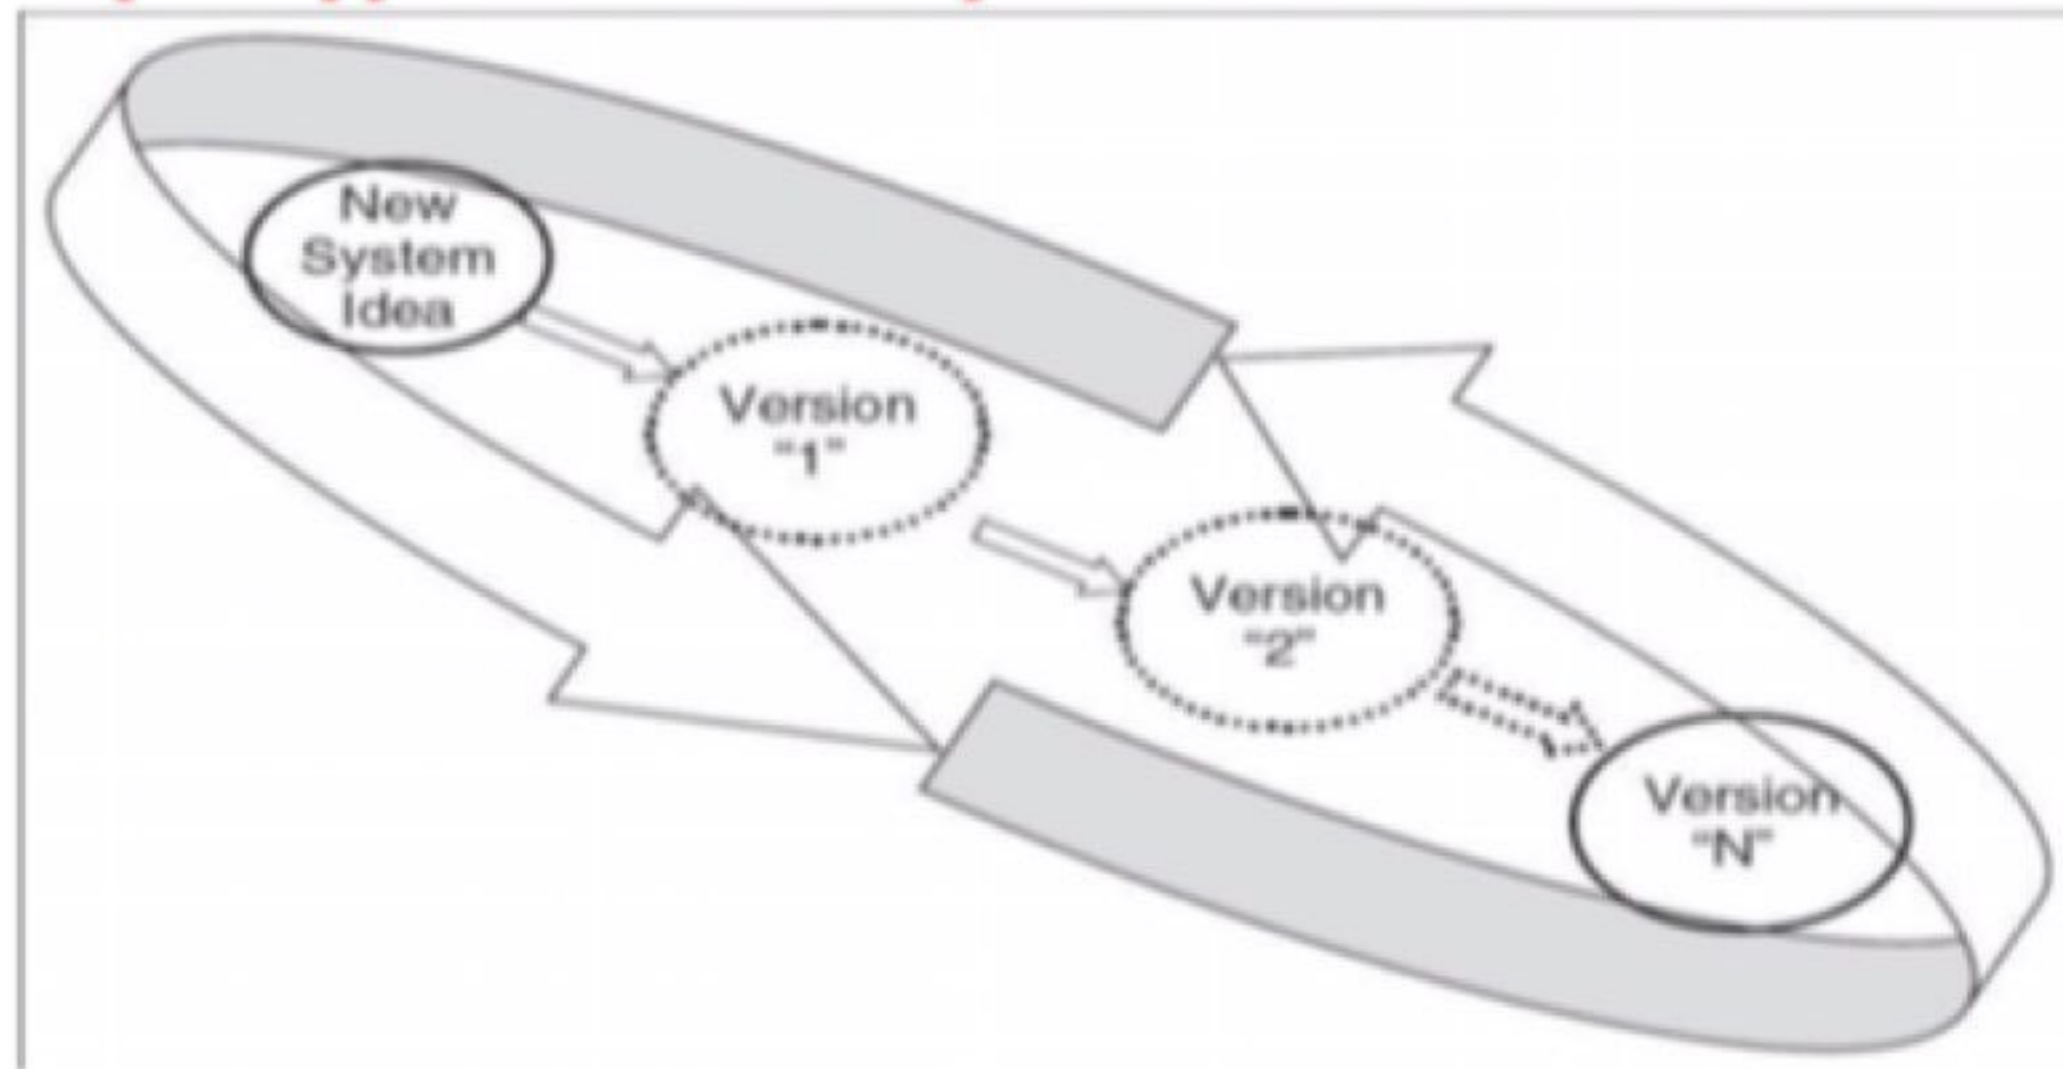 New
System
Idea
Version
“1”
Version
“2”
Version
“N”